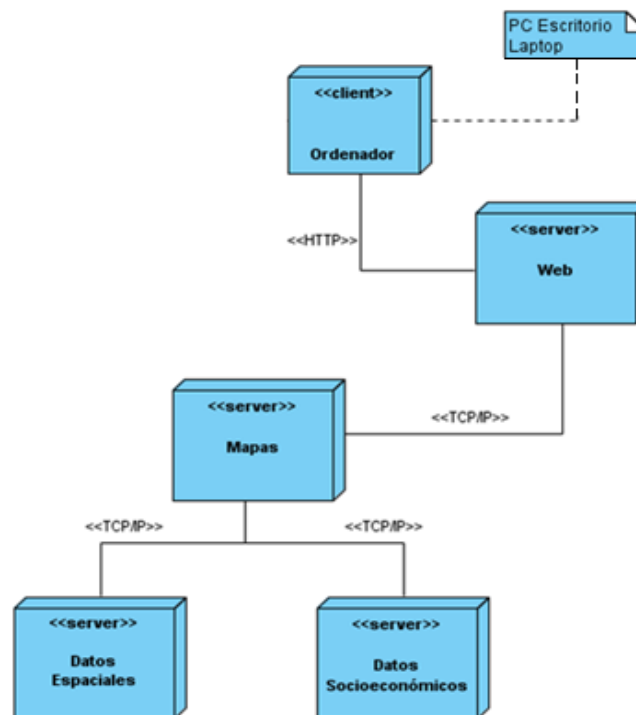 PC Escritorio
Laptop
<<client>>
Ordenador
<<HTTP>>
<<server>>
Web
<<server>>
Mapas
<<TCP/IP>>
<<TCP/IP>>
<<TCP/IP>>
<<server>>
Datos
Espaciales
<<server>>
Datos
Socioeconómicos